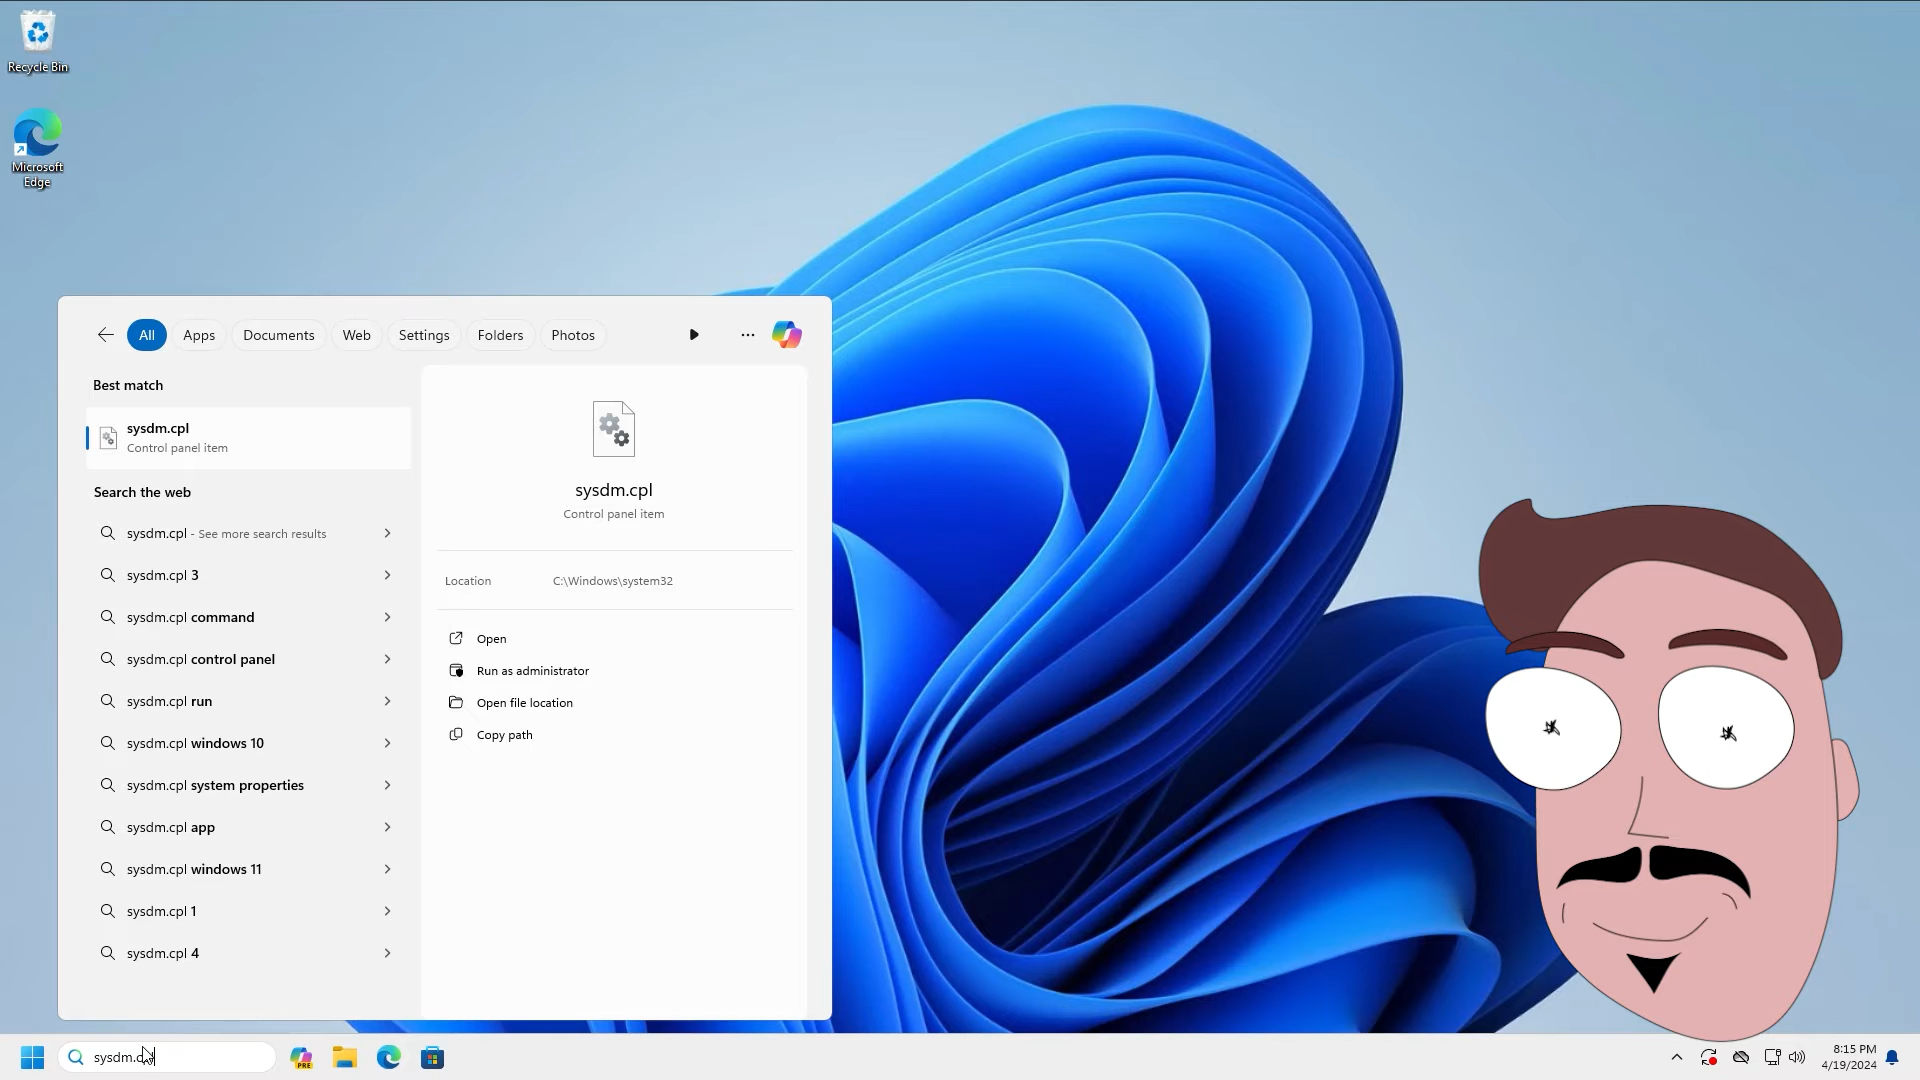 Recycle Bin
Microsoft
Edge
All
Apps
Documents
Web
Settings
Folders
Photos
Best match
sysdm.cpl
Control panel item
Search the web
sysdm.cpl - See more search results
sysdm.cpl 3
sysdm.cpl command
sysdm.cpl control panel
sysdm.cpl run
sysdm.cpl windows 10
sysdm.cpl system properties
sysdm.cpl app
sysdm.cpl windows 11
sysdm.cpl 1
sysdm.cpl 4
sysdm.cpl
Control panel item
Location C:\Windows\system32
Open
Run as administrator
Open file location
Copy path
sysdm.cpl
PRE
8:15 PM
4/19/2024